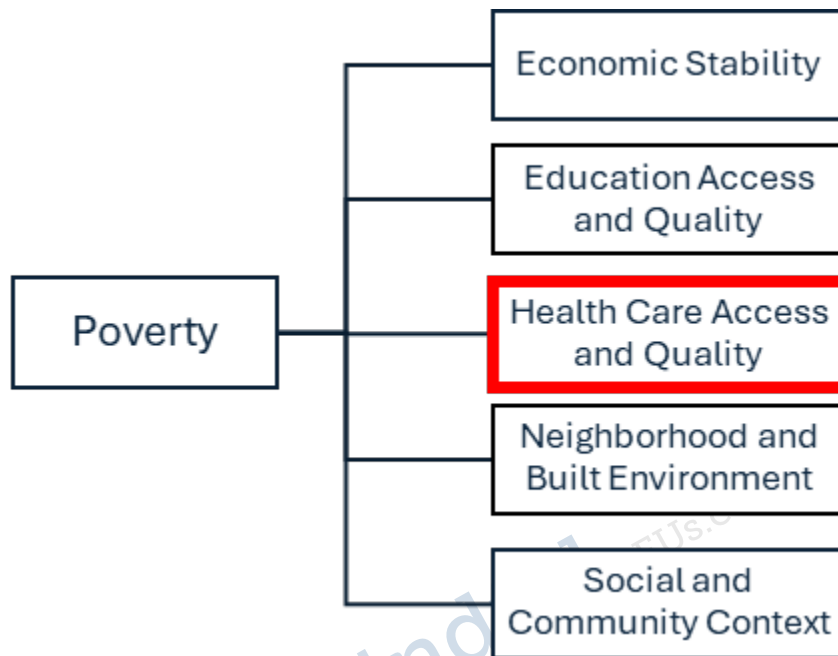 Economic Stability
Education Access
and Quality
Poverty
Health Care Access
and Quality
Neighborhood and
Built Environment
Social and
Community Context